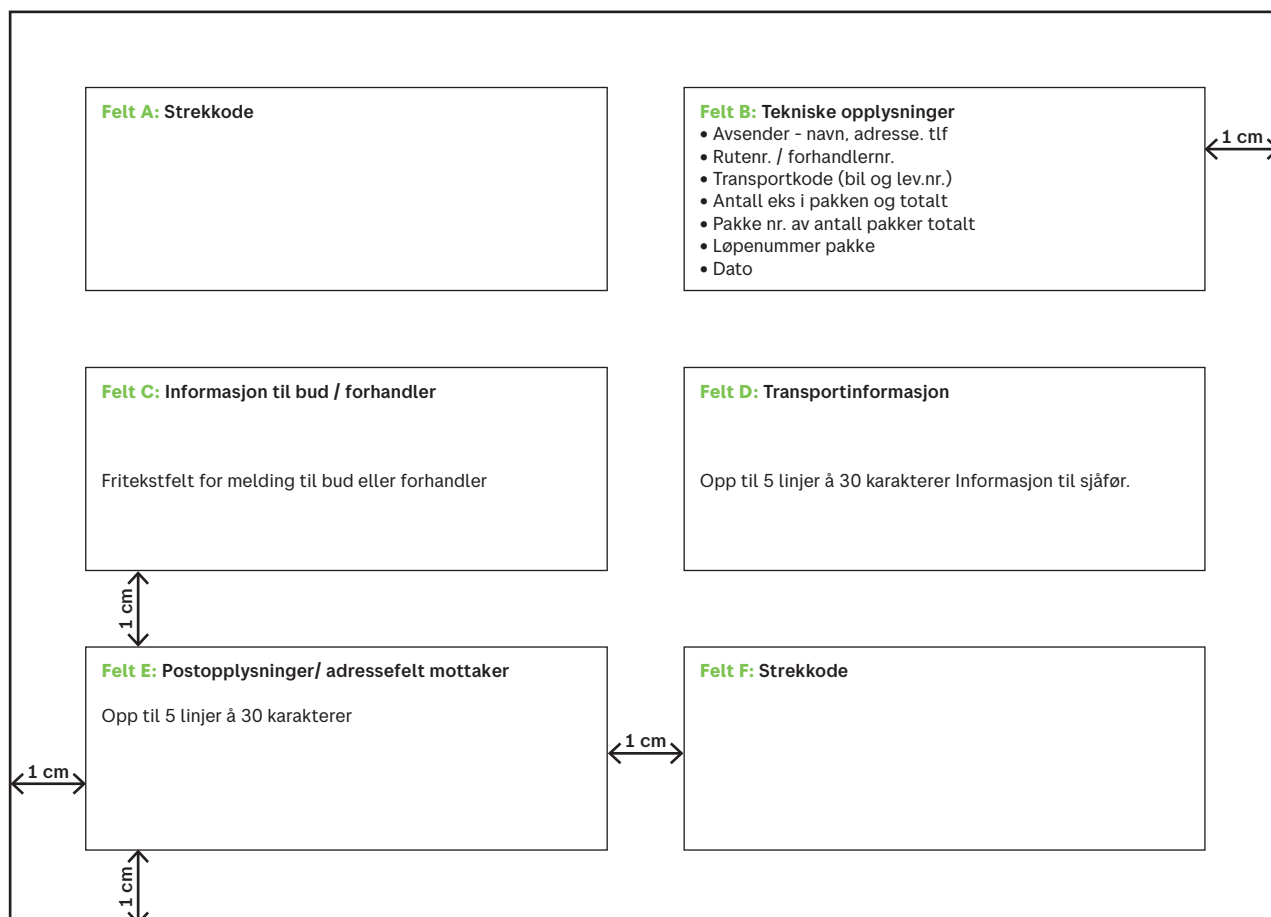 Felt A: Strekkode
Felt B: Tekniske opplysninger
• Avsender - navn, adresse. tlf
• Rutenr. / forhandlernr.
• Transportkode (bil og lev.nr.)
• Antall eks i pakken og totalt
• Pakke nr. av antall pakker totalt
• Løpenummer pakke
• Dato
1 cm
Felt C: Informasjon til bud / forhandler
Fritekstfelt for melding til bud eller forhandler
Felt D: Transportinformasjon
Opp til 5 linjer å 30 karakterer Informasjon til sjåfør.
1 cm
Felt E: Postopplysninger/ adressefelt mottaker
Opp til 5 linjer å 30 karakterer
Felt F: Strekkode
1 cm
1 cm
1 cm